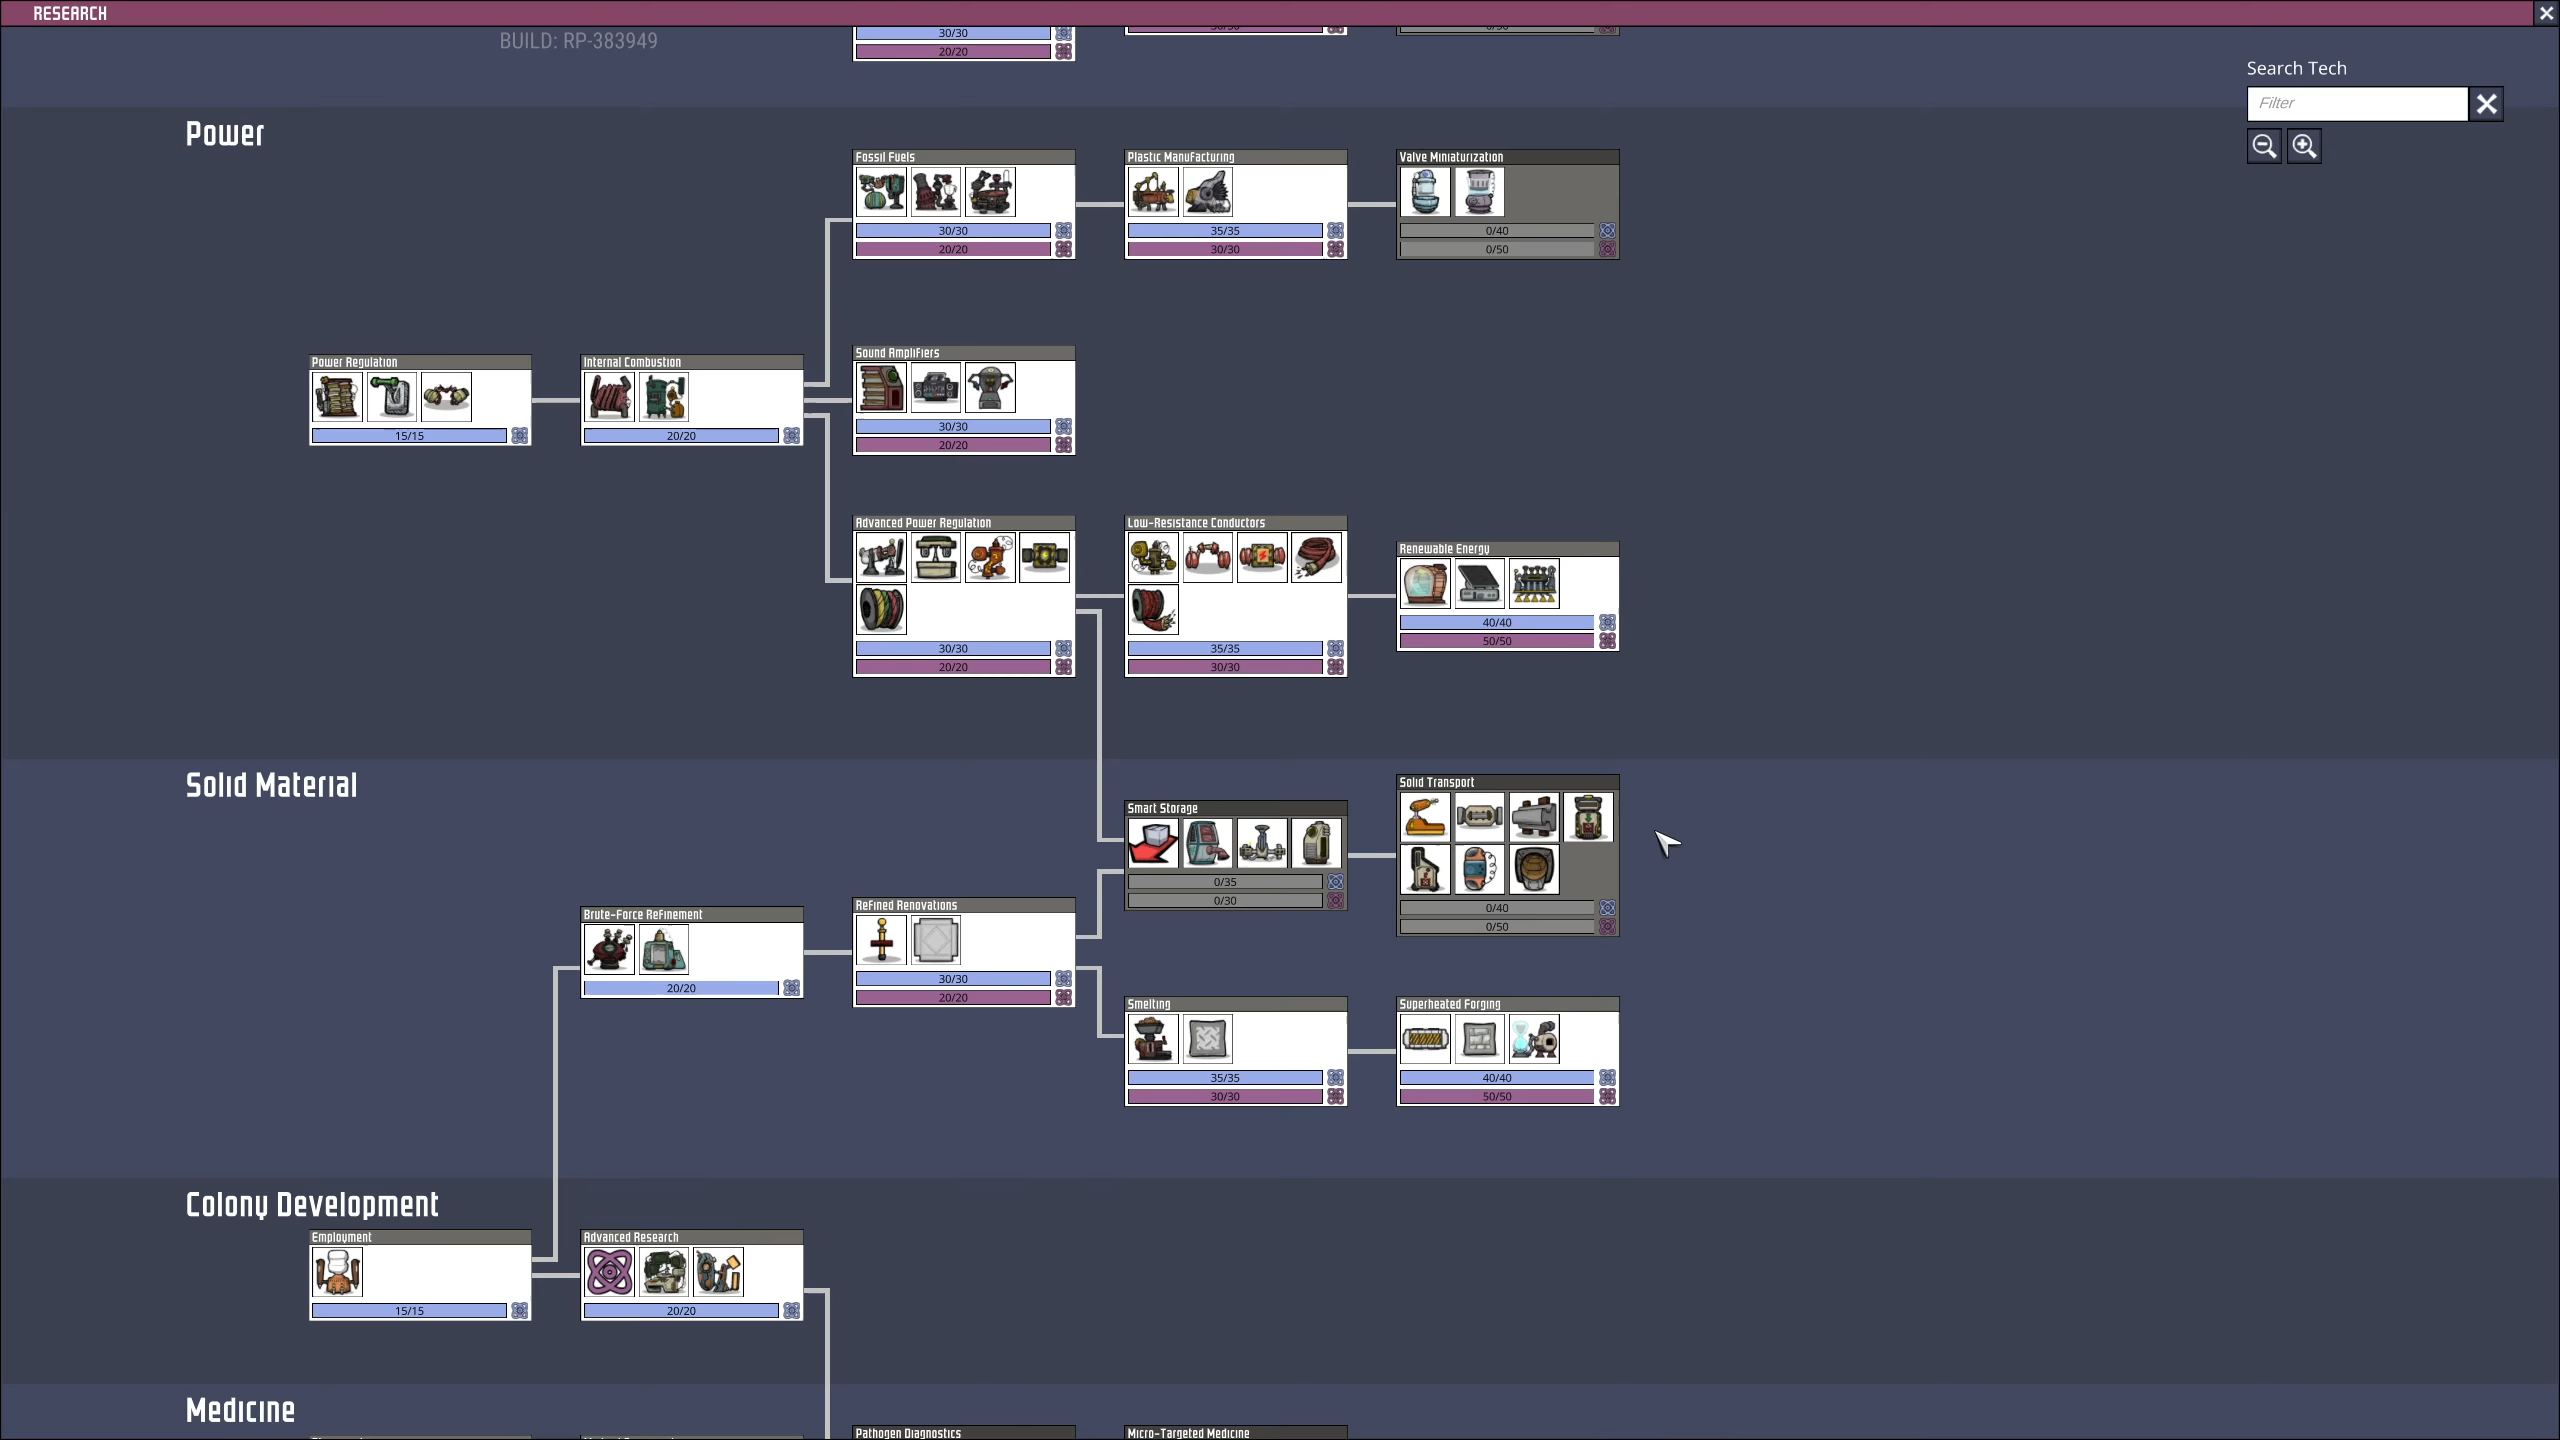 RESEARCH
BUILD: RP-383949
30/30
20/20
Search Tech
Filter
Power
Fossil Fuels
30/30
20/20
Plastic Manufacturing
35/35
30/30
Valve Miniaturization
0/40
0/50
Sound Amplifiers
30/30
20/20
Power Regulation
15/15
Internal Combustion
20/20
Advanced Power Regulation
30/30
20/20
Low-Resistance Conductors
35/35
30/30
Renewable Energy
40/40
50/50
Solid Material
Smart Storage
0/35
0/30
Solid Transport
0/40
0/50
Brute-Force Refinement
20/20
Refined Renovations
30/30
20/20
Smelting
35/35
30/30
Superheated Forging
40/40
50/50
Colony Development
Employment
15/15
Advanced Research
20/20
Medicine
Pathogen Diagnostics
Micro-Targeted Medicine